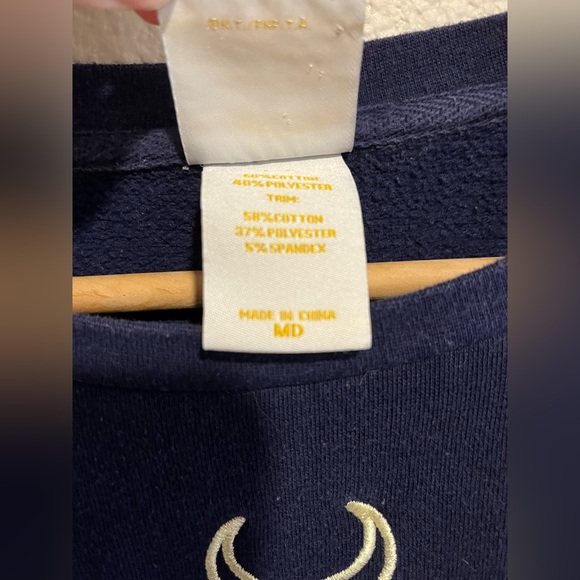 60% COTTON
40% POLYESTER
TRIM:
58% COTTON
37% POLYESTER
5% SPANDEX
MADE IN CHINA
MD